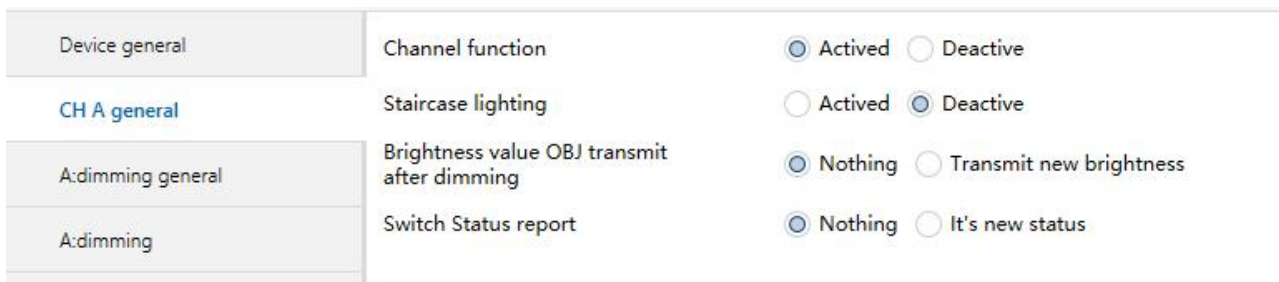 Device general
CH A general
A:dimming general
A:dimming
Channel function Actived Deactive
Staircase lighting Actived Deactive
Brightness value OBJ transmit
after dimming Nothing Transmit new brightness
Switch Status report Nothing It's new status